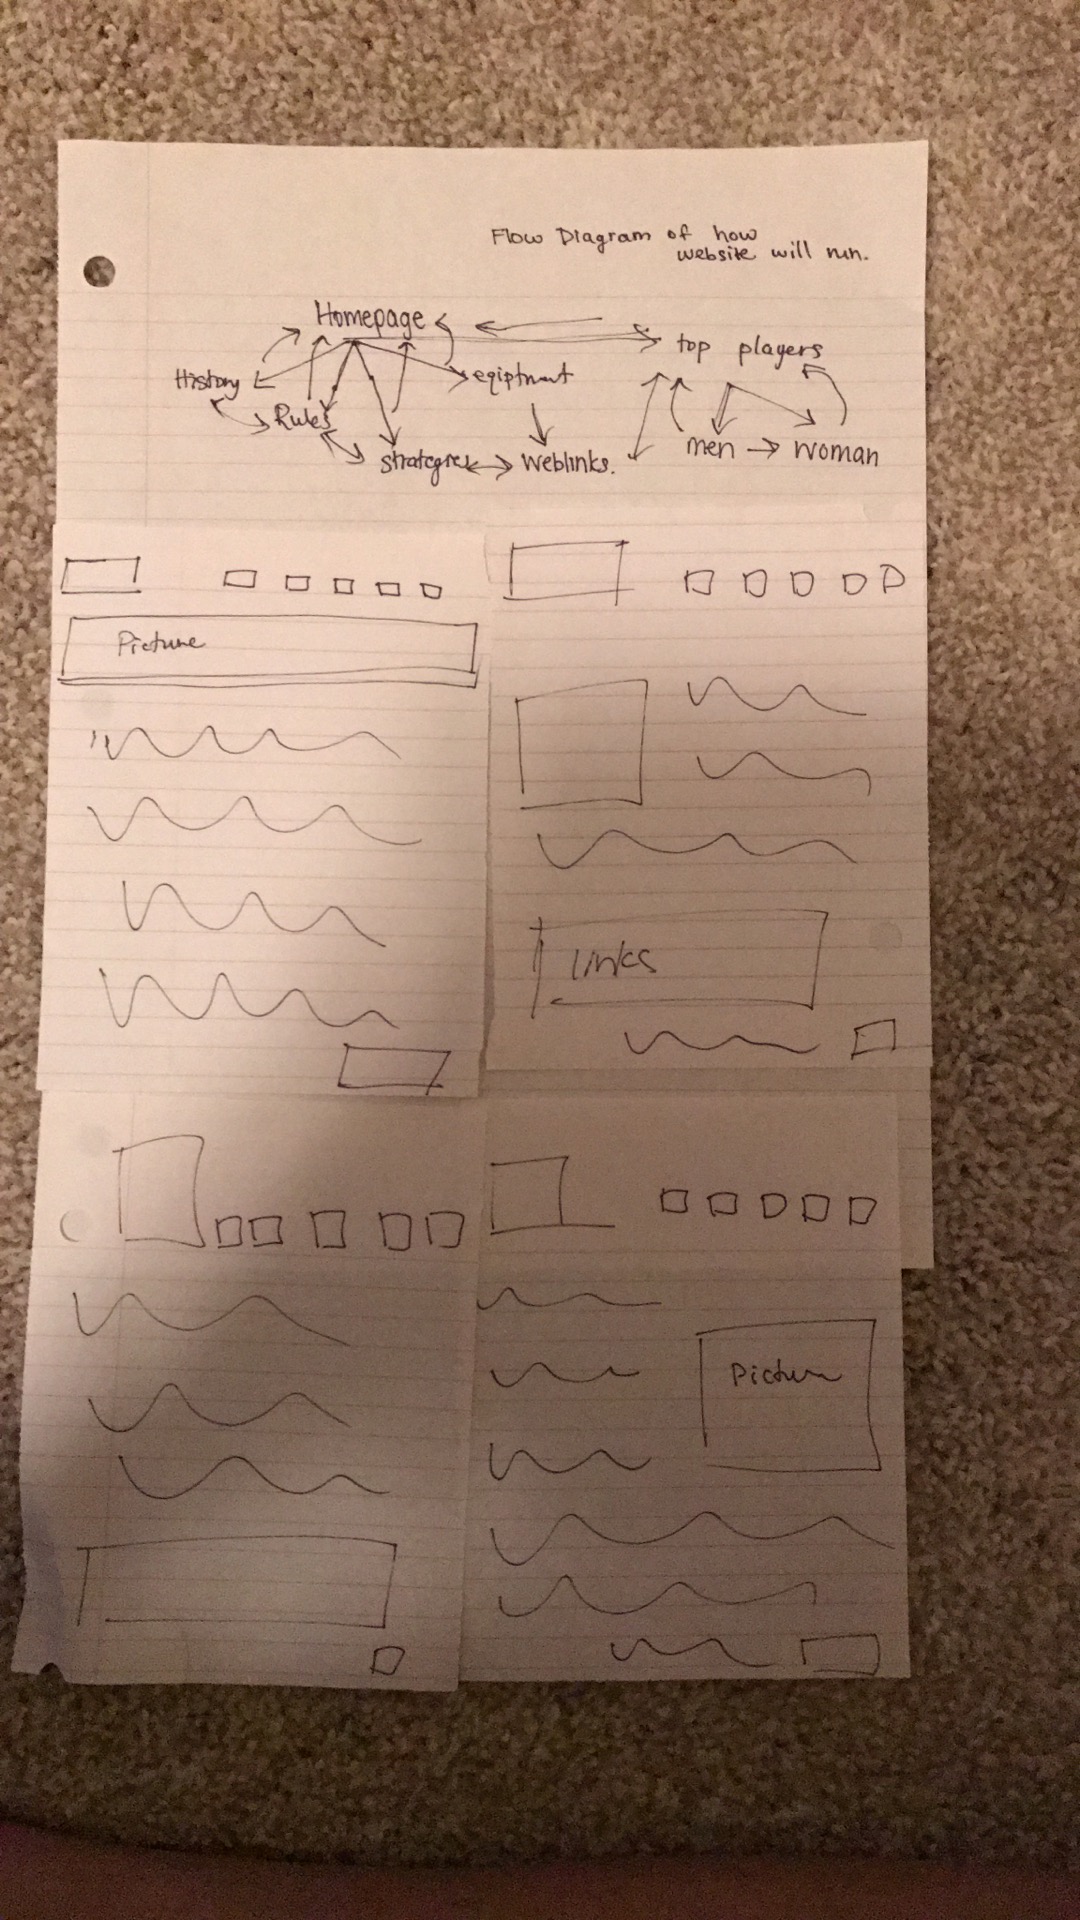 Flow Diagram of how
website will run.
Homepage
top players
History
eqiptment
Rules
men
woman
strategies
weblinks.
Picture
links
Picture